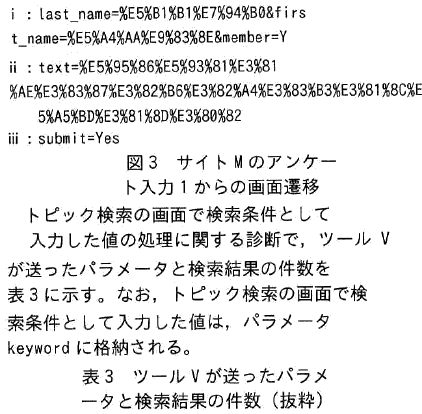 ⅰ：last_name=%E5%B1%B1%E7%94%B0&firs
t_name=%E5%A4%AA%E9%83%8E&member=Y
ⅱ：text=%E5%95%86%E5%93%81%E3%81
%AE%E3%83%87%E3%82%B6%E3%82%A4%E3%83%B3%E3%81%8C%E
5%A5%BD%E3%81%8D%E3%80%82
ⅲ：submit=Yes
図3　サイトMのアンケー
ト入力1からの画面遷移
トピック検索の画面で検索条件として
入力した値の処理に関する診断で，ツール V
が送ったパラメータと検索結果の件数を
表3に示す。なお，トピック検索の画面で検
索条件として入力した値は，パラメータ
keywordに格納される。
表3　ツールVが送ったパラメ
ータと検索結果の件数（抜粋）